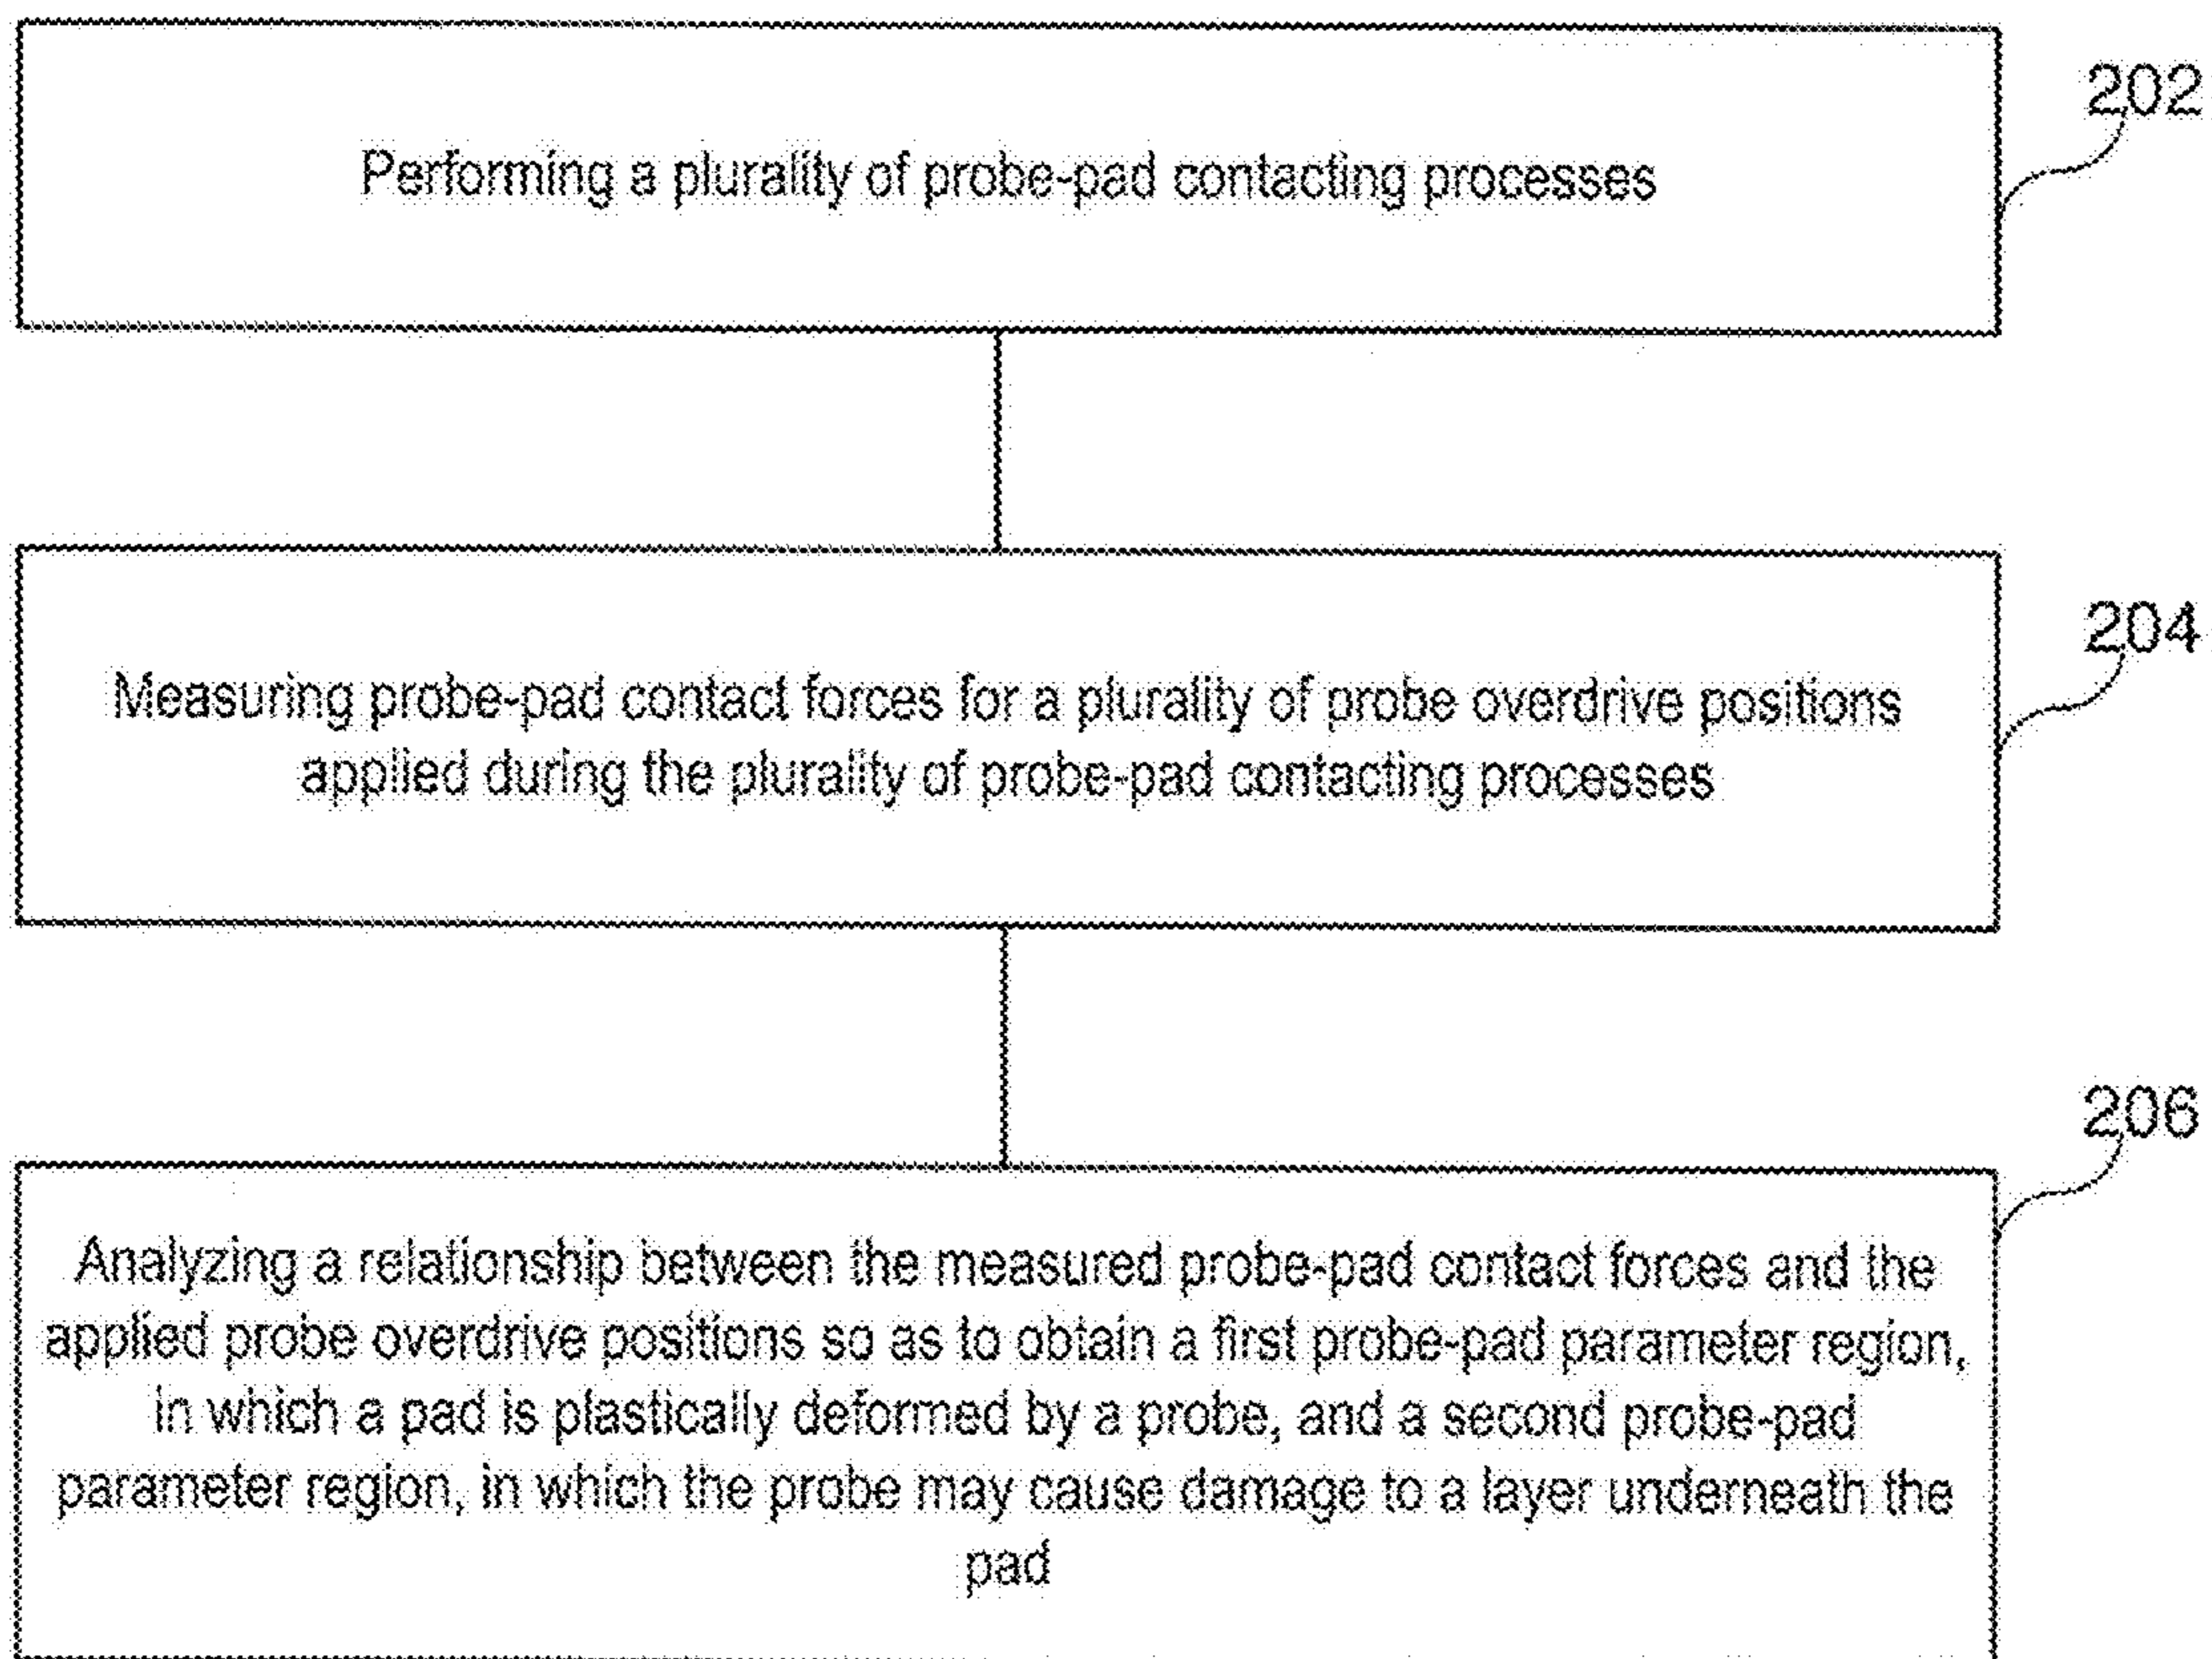 202
Performing a plurality of probe-pad contacting processes
204
Measuring probe-pad contact forces for a plurality of probe overdrive positions
applied during the plurality of probe-pad contacting processes
206
Analyzing a relationship between the measured probe-pad contact forces and the
applied probe overdrive positions so as to obtain a first probe-pad parameter region,
in which a pad is plastically deformed by a probe, and a second probe-pad
parameter region, in which the probe may cause damage to a layer underneath the
pad